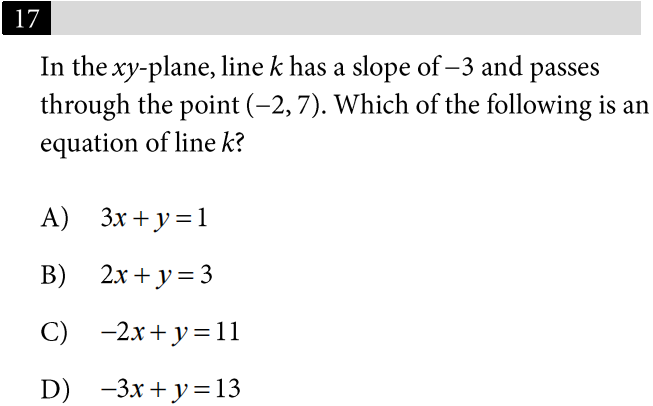 17
In the xy-plane, line k has a slope of −3 and passes
through the point (−2, 7). Which of the following is an
equation of line k?
A) 3x + y = 1
B) 2x + y = 3
C) −2x + y = 11
D) −3x + y = 13